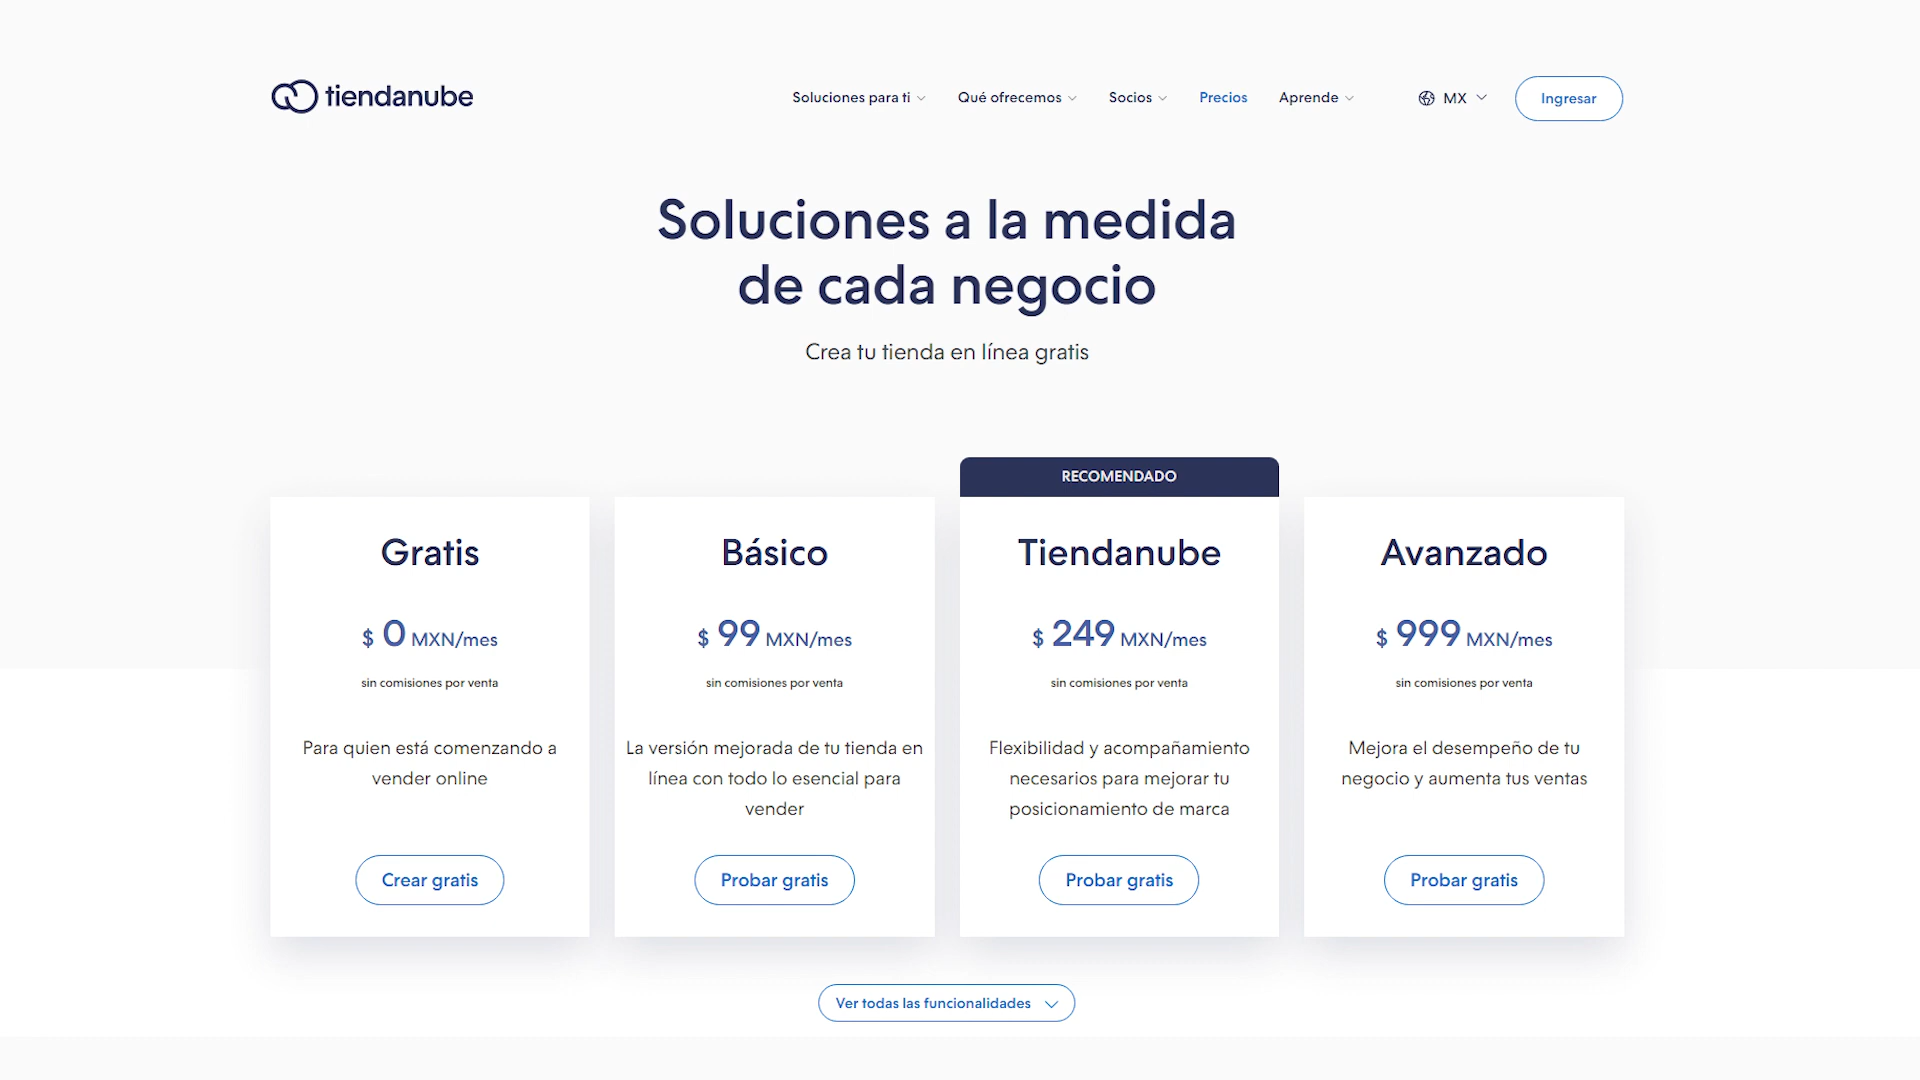 tiendanube
Soluciones para ti
Qué ofrecemos
Socios
Precios
Aprende
MX
Ingresar
Soluciones a la medida
de cada negocio
Crea tu tienda en línea gratis
Gratis
$ 0 MXN/mes
sin comisiones por venta
Para quien está comenzando a
vender online
Crear gratis
Básico
$ 99 MXN/mes
sin comisiones por venta
La versión mejorada de tu tienda en
línea con todo lo esencial para
vender
Probar gratis
RECOMENDADO
Tiendanube
$ 249 MXN/mes
sin comisiones por venta
Flexibilidad y acompañamiento
necesarios para mejorar tu
posicionamiento de marca
Probar gratis
Avanzado
$ 999 MXN/mes
sin comisiones por venta
Mejora el desempeño de tu
negocio y aumenta tus ventas
Probar gratis
Ver todas las funcionalidades